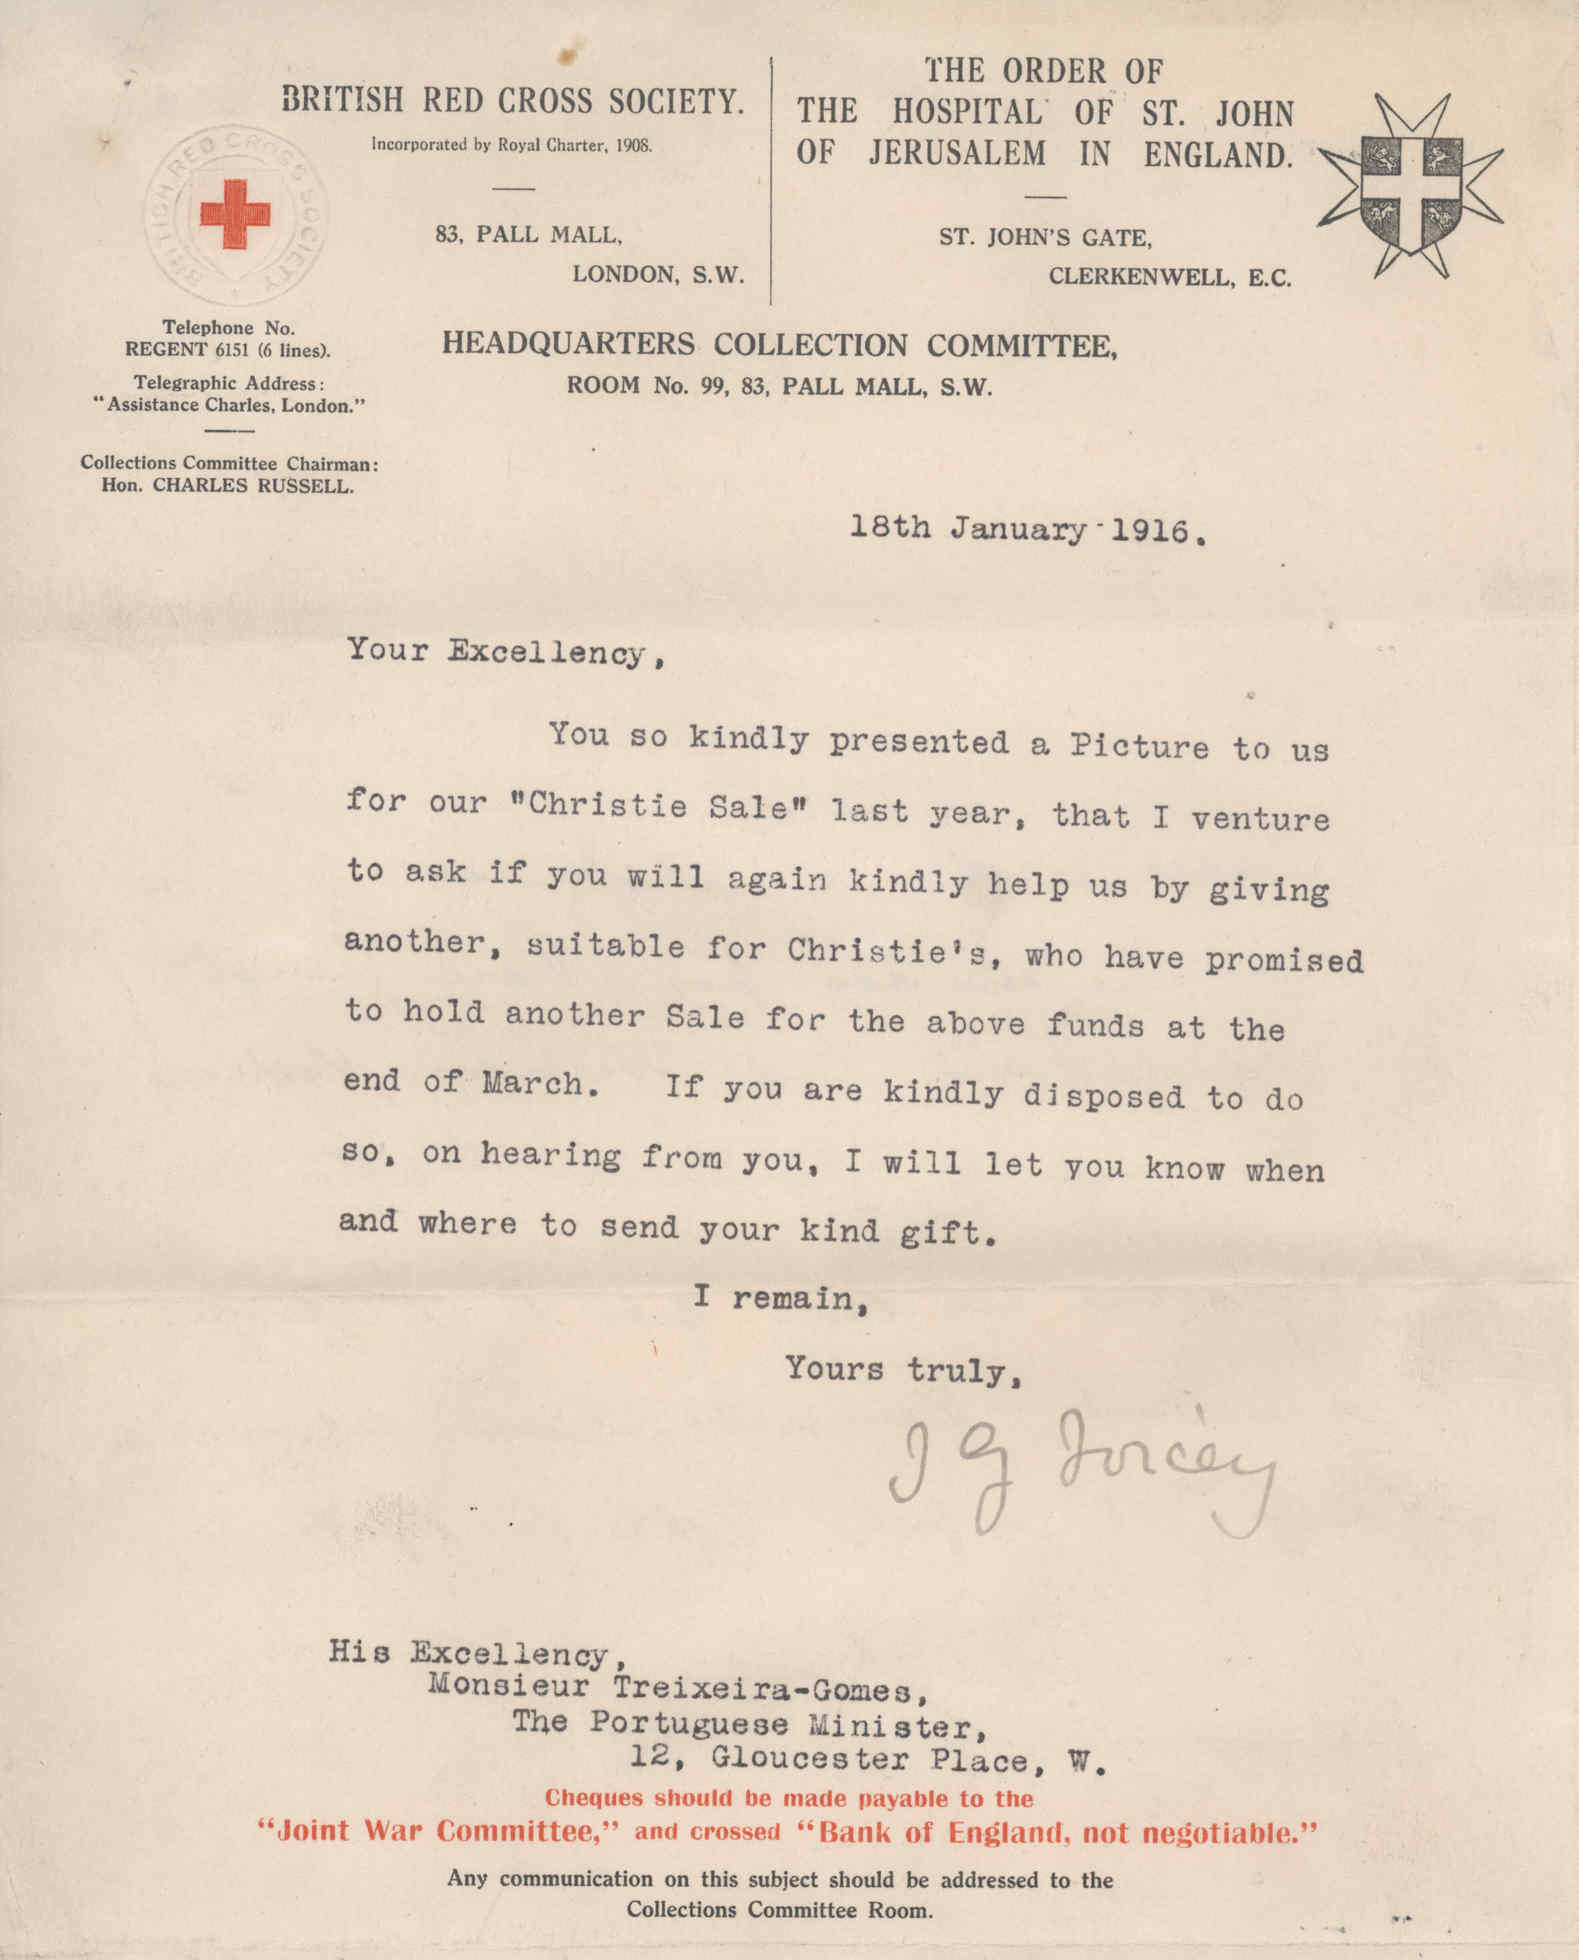 BRITISH RED CROSS SOCIETY.
Incorporated by Royal Charter, 1908.
83, PALL MALL,
LONDON, S.W.
THE ORDER OF
THE HOSPITAL OF ST. JOHN
OF JERUSALEM IN ENGLAND.
ST. JOHN'S GATE,
CLERKENWELL, E.C.
BRITISH RED CROSS SOCIETY
Telephone No.
REGENT 6151 (6 lines).
Telegraphic Address:
"Assistance Charles, London."
Collections Committee Chairman:
Hon. CHARLES RUSSELL.
HEADQUARTERS COLLECTION COMMITTEE,
ROOM No. 99, 83, PALL MALL, S.W.
18th January-1916.
Your Excellency,
You so kindly presented a Picture to us
for our "Christie Sale" last year, that I venture
to ask if you will again kindly help us by giving
another, suitable for Christie's, who have promised
to hold another Sale for the above funds at the
end of March. If you are kindly disposed to do
so, on hearing from you, I will let you know when
and where to send your kind gift.
I remain,
Yours truly,
His Excellency,
Monsieur Treixeira-Gomes,
The Portuguese Minister,
12, Gloucester Place, W.
Cheques should be made payable to the
"Joint War Committee," and crossed "Bank of England, not negotiable."
Any communication on this subject should be addressed to the
Collections Committee Room.